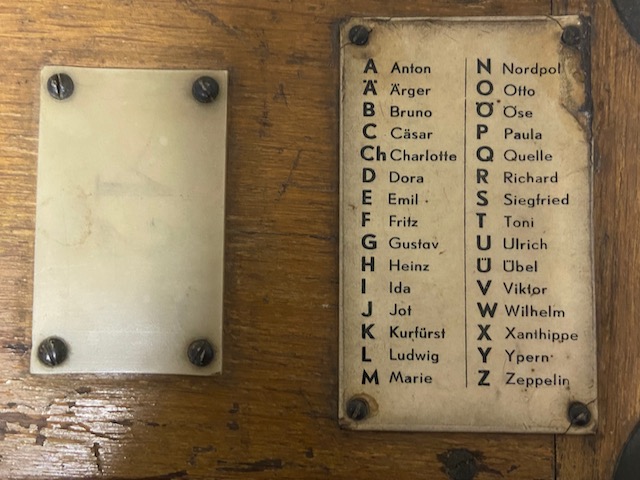 A Anton
Ä Ärger
B Bruno
C Cäsar
Ch Charlotte
D Dora
E Emil
F Fritz
G Gustav
H Heinz
I Ida
J Jot
K Kurfürst
L Ludwig
M Marie
N Nordpol
O Otto
Ö Öse
P Paula
Q Quelle
R Richard
S Siegfried
T Toni
U Ulrich
Ü Übel
V Viktor
W Wilhelm
X Xanthippe
Y Ypern
Z Zeppelin